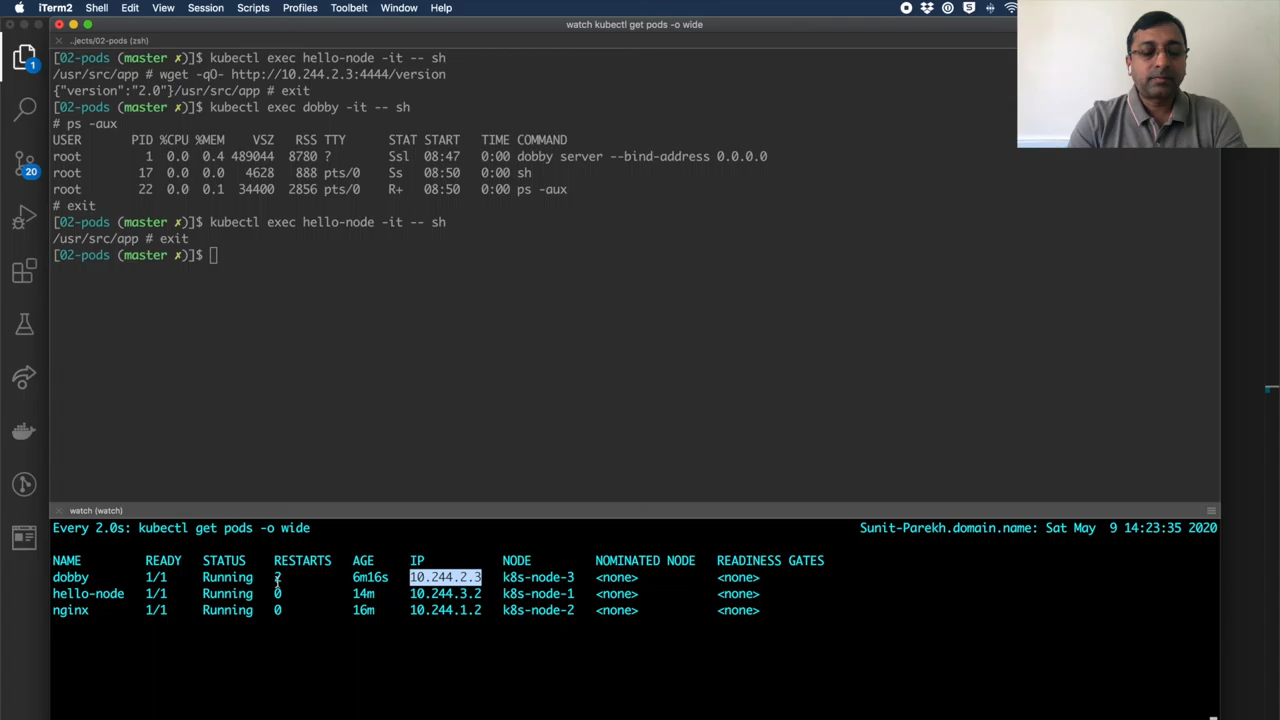 iTerm2 Shell Edit View Session Scripts Profiles Toolbelt Window Help
watch kubectl get pods -o wide
..jects/02-pods (zsh)
[02-pods (master ✗)]$ kubectl exec hello-node -it -- sh
/usr/src/app # wget -qO- http://10.244.2.3:4444/version
{"version":"2.0"}/usr/src/app # exit
[02-pods (master ✗)]$ kubectl exec dobby -it -- sh
# ps -aux
USER PID %CPU %MEM VSZ RSS TTY STAT START TIME COMMAND
root 1 0.0 0.4 489044 8780 ? Ssl 08:47 0:00 dobby server --bind-address 0.0.0.0
root 17 0.0 0.0 4628 888 pts/0 Ss 08:50 0:00 sh
root 22 0.0 0.1 34400 2856 pts/0 R+ 08:50 0:00 ps -aux
# exit
[02-pods (master ✗)]$ kubectl exec hello-node -it -- sh
/usr/src/app # exit
[02-pods (master ✗)]$
1
20
watch (watch)
Every 2.0s: kubectl get pods -o wide Sunit-Parekh.domain.name: Sat May 9 14:23:35 2020
NAME READY STATUS RESTARTS AGE IP NODE NOMINATED NODE READINESS GATES
dobby 1/1 Running 2 6m16s 10.244.2.3 k8s-node-3 <none> <none>
hello-node 1/1 Running 0 14m 10.244.3.2 k8s-node-1 <none> <none>
nginx 1/1 Running 0 16m 10.244.1.2 k8s-node-2 <none> <none>